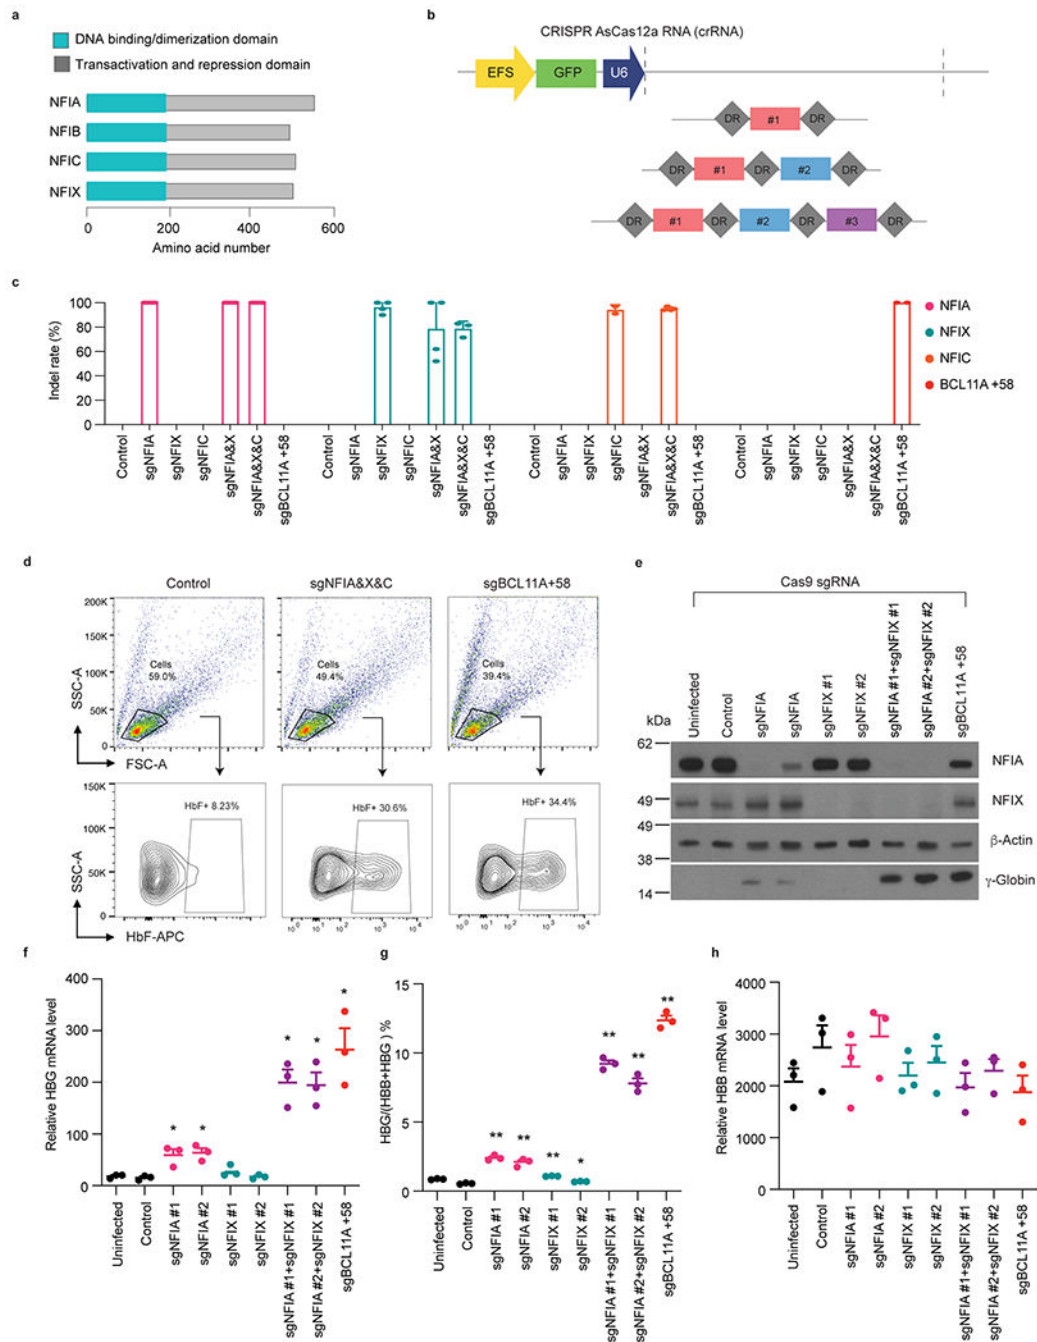 a
DNA binding/dimerization domain
Transactivation and repression domain
NFIA
NFIB
NFIC
NFIX
0 200 400 600
Amino acid number
b
CRISPR AsCas12a RNA (crRNA)
EFS GFP U6
DR #1 DR
DR #1 DR #2 DR
DR #1 DR #2 DR #3 DR
c
Indel rate (%)
100
80
60
40
20
0
Control sgNFIA sgNFIX sgNFIC sgNFIA&X sgNFIA&X&C sgBCL11A +58
Control sgNFIA sgNFIX sgNFIC sgNFIA&X sgNFIA&X&C sgBCL11A +58
Control sgNFIA sgNFIX sgNFIC sgNFIA&X sgNFIA&X&C sgBCL11A +58
Control sgNFIA sgNFIX sgNFIC sgNFIA&X sgNFIA&X&C sgBCL11A +58
NFIA
NFIX
NFIC
BCL11A +58
d
Control sgNFIA&X&C sgBCL11A+58
SSC-A
200K
150K
100K
50K
0
Cells
59.0%
Cells
49.4%
Cells
39.4%
FSC-A
SSC-A
150K
100K
50K
0
HbF+ 8.23%
HbF+ 30.6%
HbF+ 34.4%
10⁰ 10¹ 10² 10³ 10⁴
10⁰ 10¹ 10² 10³ 10⁴
HbF-APC
e
Cas9 sgRNA
Uninfected
Control
sgNFIA
sgNFIA
sgNFIX #1
sgNFIX #2
sgNFIA #1+sgNFIX #1
sgNFIA #2+sgNFIX #2
sgBCL11A +58
kDa
62
49
49
38
14
NFIA
NFIX
β-Actin
γ-Globin
f
Relative HBG mRNA level
400
300
200
100
0
* * * * *
Uninfected
Control
sgNFIA #1
sgNFIA #2
sgNFIX #1
sgNFIX #2
sgNFIA #1+sgNFIX #1
sgNFIA #2+sgNFIX #2
sgBCL11A +58
g
HBG/(HBB+HBG ) %
15
10
5
0
** ** ** * ** ** **
Uninfected
Control
sgNFIA #1
sgNFIA #2
sgNFIX #1
sgNFIX #2
sgNFIA #1+sgNFIX #1
sgNFIA #2+sgNFIX #2
sgBCL11A +58
h
Relative HBB mRNA level
4000
3000
2000
1000
0
Uninfected
Control
sgNFIA #1
sgNFIA #2
sgNFIX #1
sgNFIX #2
sgNFIA #1+sgNFIX #1
sgNFIA #2+sgNFIX #2
sgBCL11A +58